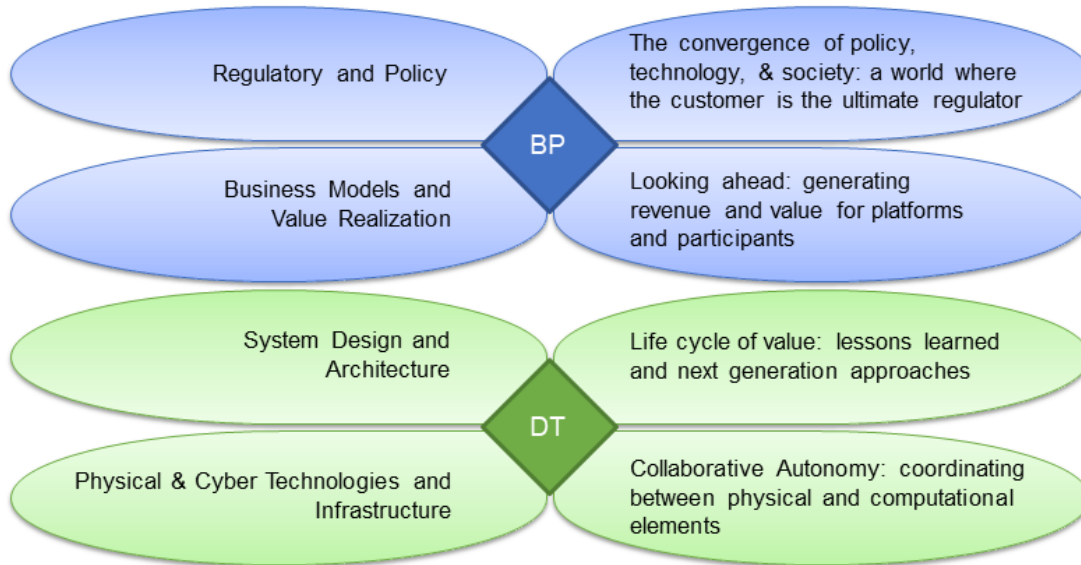 Regulatory and Policy
The convergence of policy,
technology, & society: a world where
the customer is the ultimate regulator
BP
Business Models and
Value Realization
Looking ahead: generating
revenue and value for platforms
and participants
System Design and
Architecture
Life cycle of value: lessons learned
and next generation approaches
DT
Physical & Cyber Technologies and
Infrastructure
Collaborative Autonomy: coordinating
between physical and computational
elements